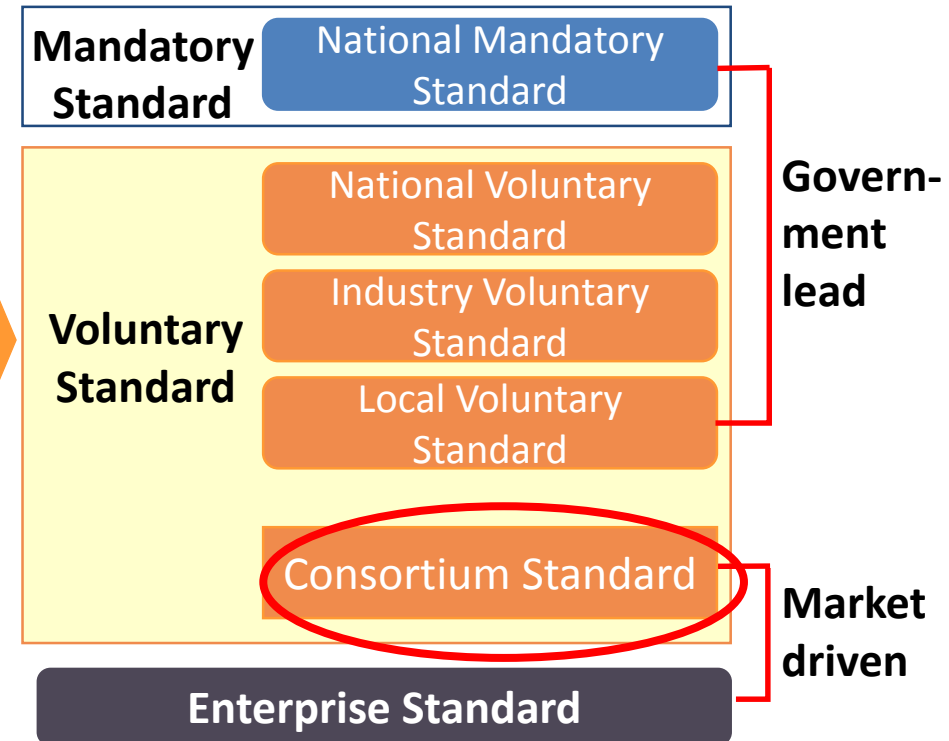 Mandatory
Standard
National Mandatory
Standard
Voluntary
Standard
National Voluntary
Standard
Industry Voluntary
Standard
Local Voluntary
Standard
Consortium Standard
Enterprise Standard
Govern-
ment
lead
Market
driven